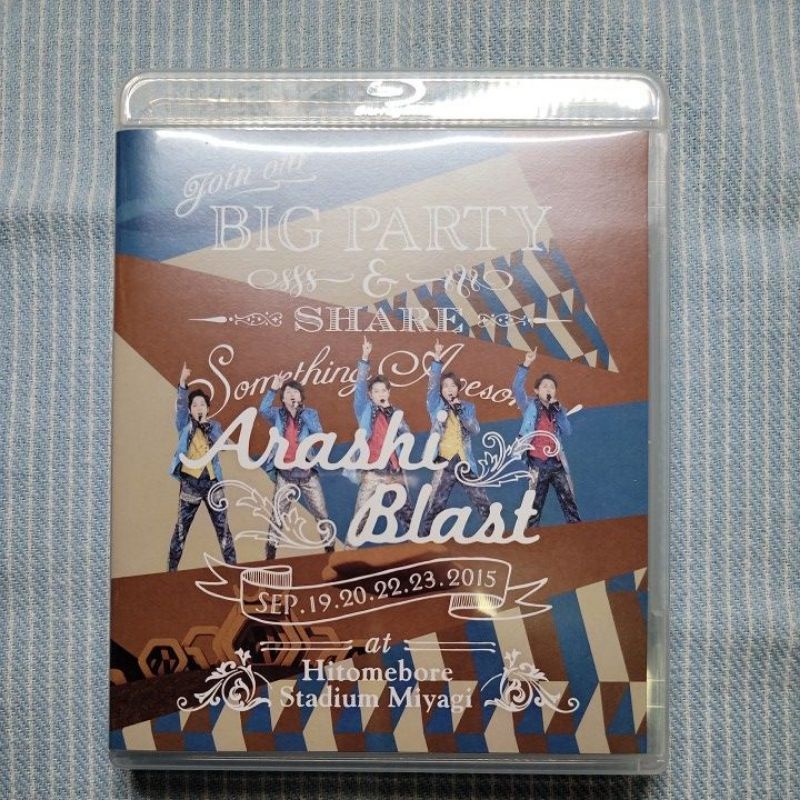 Join our
BIG PARTY
&
SHARE
Something Awesome
Arashi
Blast
SEP.19.20.22.23.2015
at
Hitomebore
Stadium Miyagi